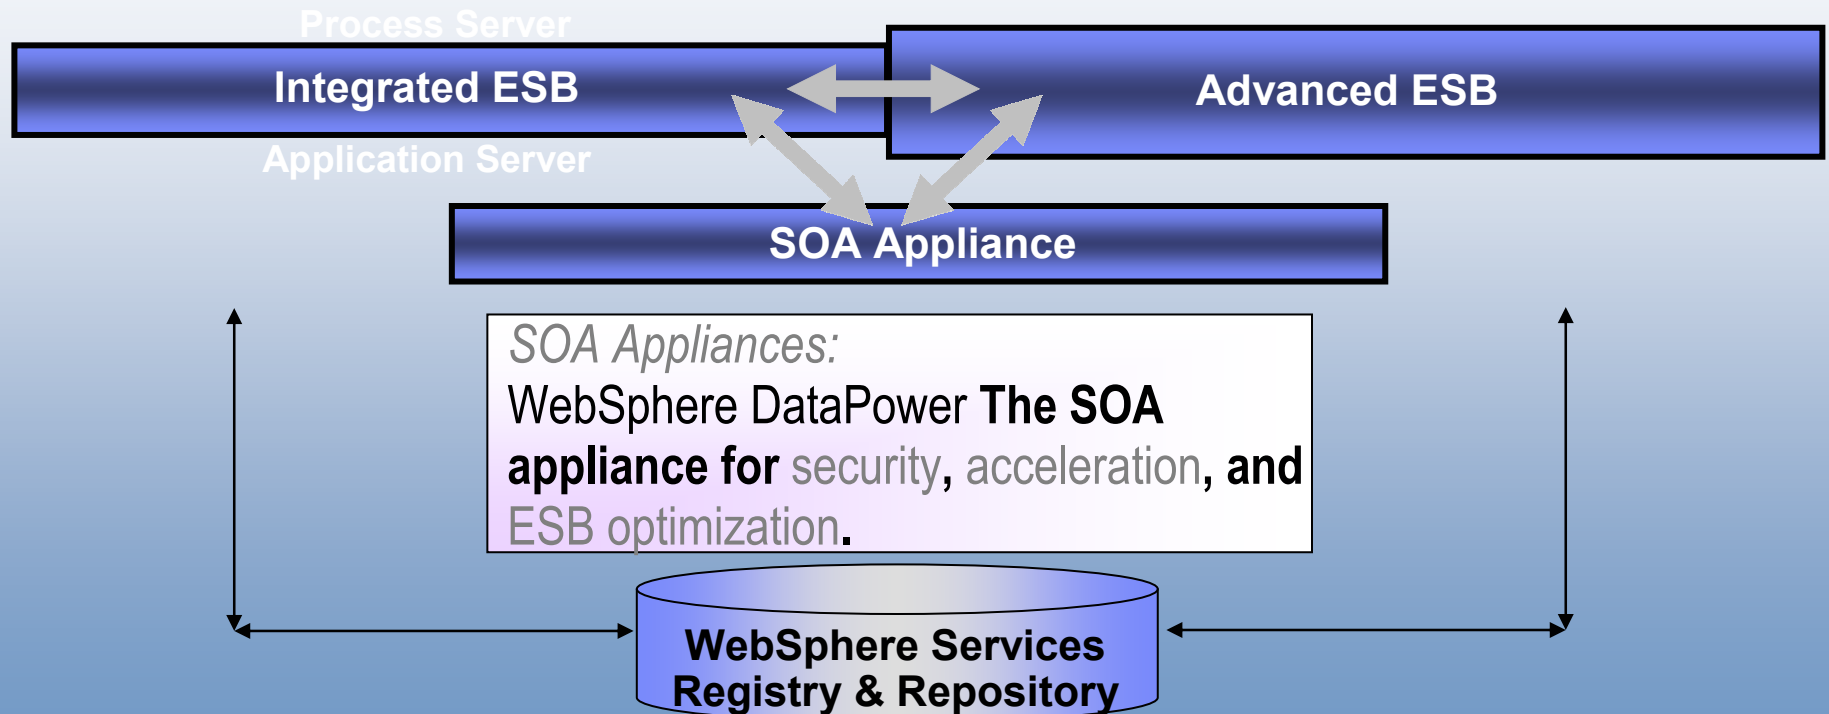 Process Server
Integrated ESB
Advanced ESB
Application Server
SOA Appliance
SOA Appliances:
WebSphere DataPower The SOA
appliance for security, acceleration, and
ESB optimization.
WebSphere Services
Registry & Repository